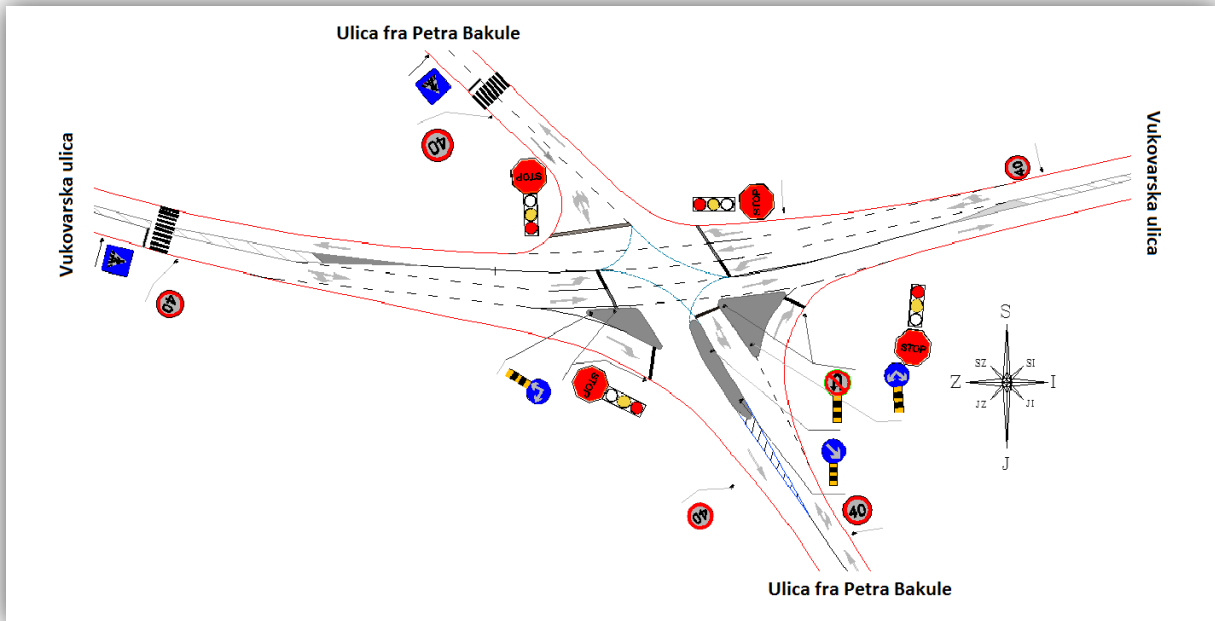 Ulica fra Petra Bakule
Vukovarska ulica
Vukovarska ulica
40
40
STOP
STOP
40
40
STOP
STOP
40
40
S
SZ
SI
Z
I
JZ
JI
J
Ulica fra Petra Bakule